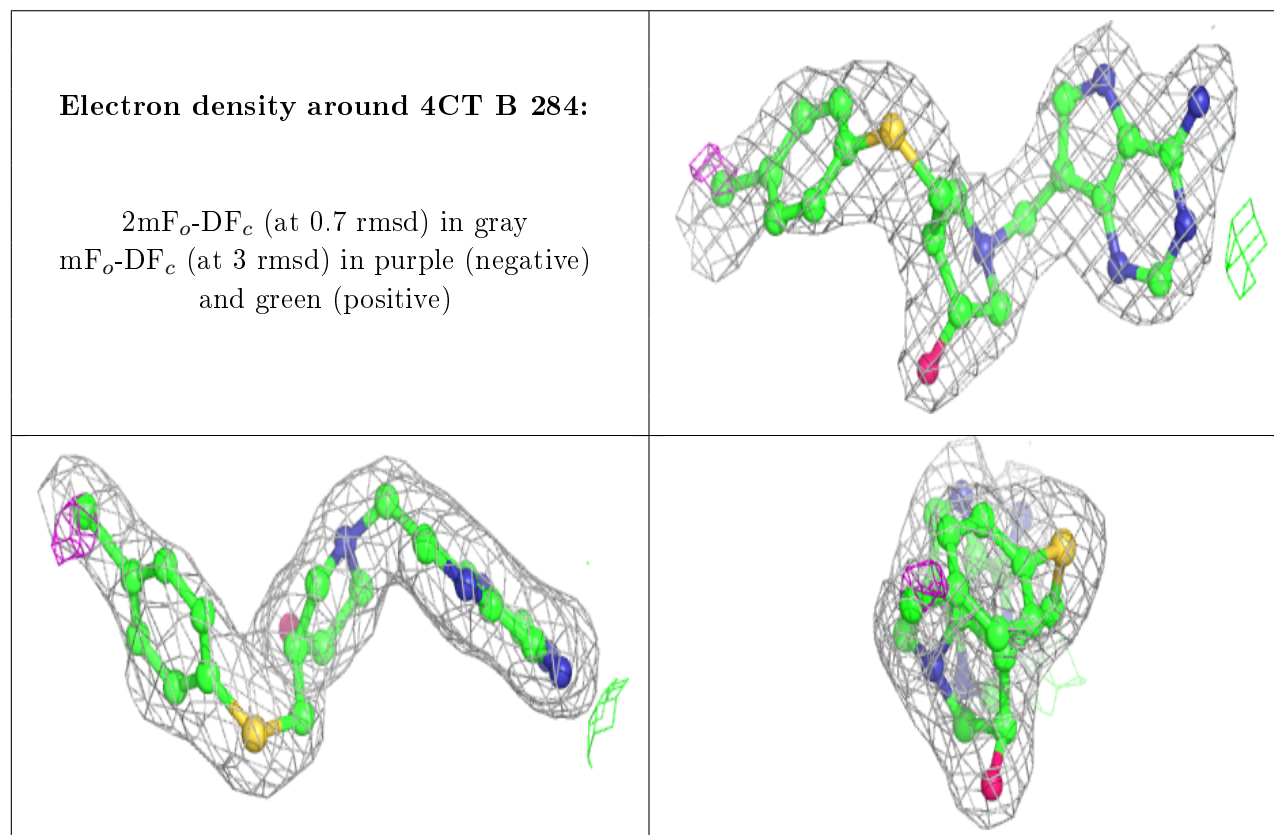 Electron density around 4CT B 284:
2mFₒ-DF𝒸 (at 0.7 rmsd) in gray
mFₒ-DF𝒸 (at 3 rmsd) in purple (negative)
and green (positive)